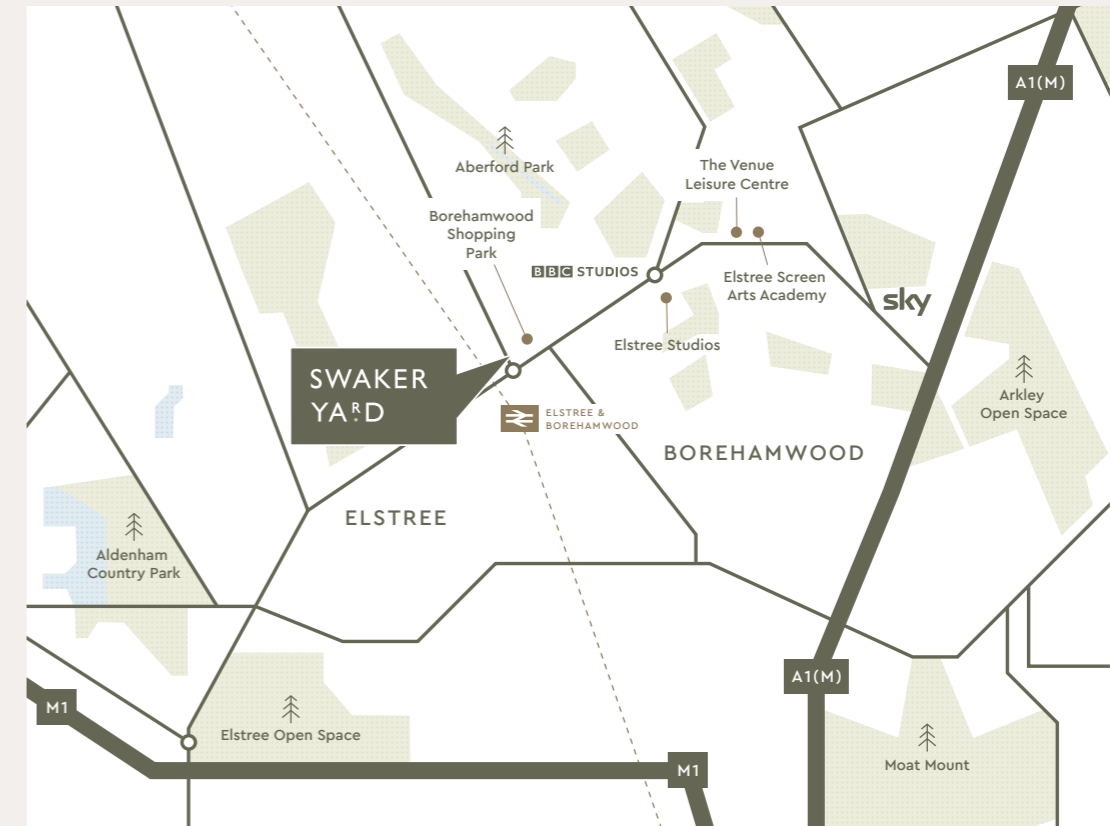 A1(M)
Aberford Park
The Venue
Leisure Centre
Borehamwood
Shopping
Park
BBC STUDIOS
Elstree Screen
Arts Academy
sky
Elstree Studios
SWAKER
YARD
ELSTREE &
BOREHAMWOOD
Arkley
Open Space
BOREHAMWOOD
ELSTREE
Aldenham
Country Park
A1(M)
M1
Elstree Open Space
Moat Mount
M1